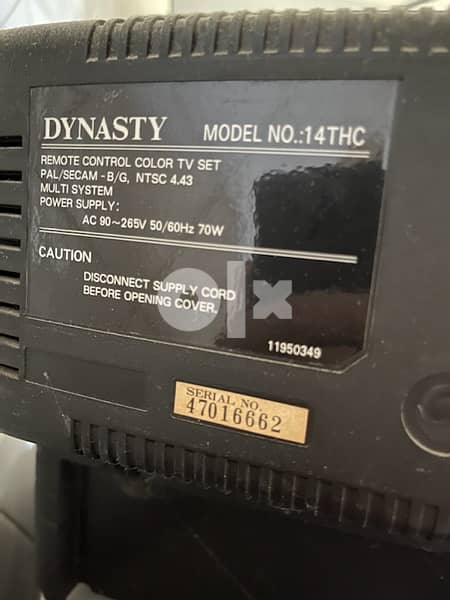 DYNASTY MODEL NO.:14THC
REMOTE CONTROL COLOR TV SET
PAL/SECAM - B/G, NTSC 4.43
MULTI SYSTEM
POWER SUPPLY:
AC 90~265V 50/60Hz 70W
CAUTION
DISCONNECT SUPPLY CORD
BEFORE OPENING COVER.
olx
11950349
SERIAL NO.
47016662